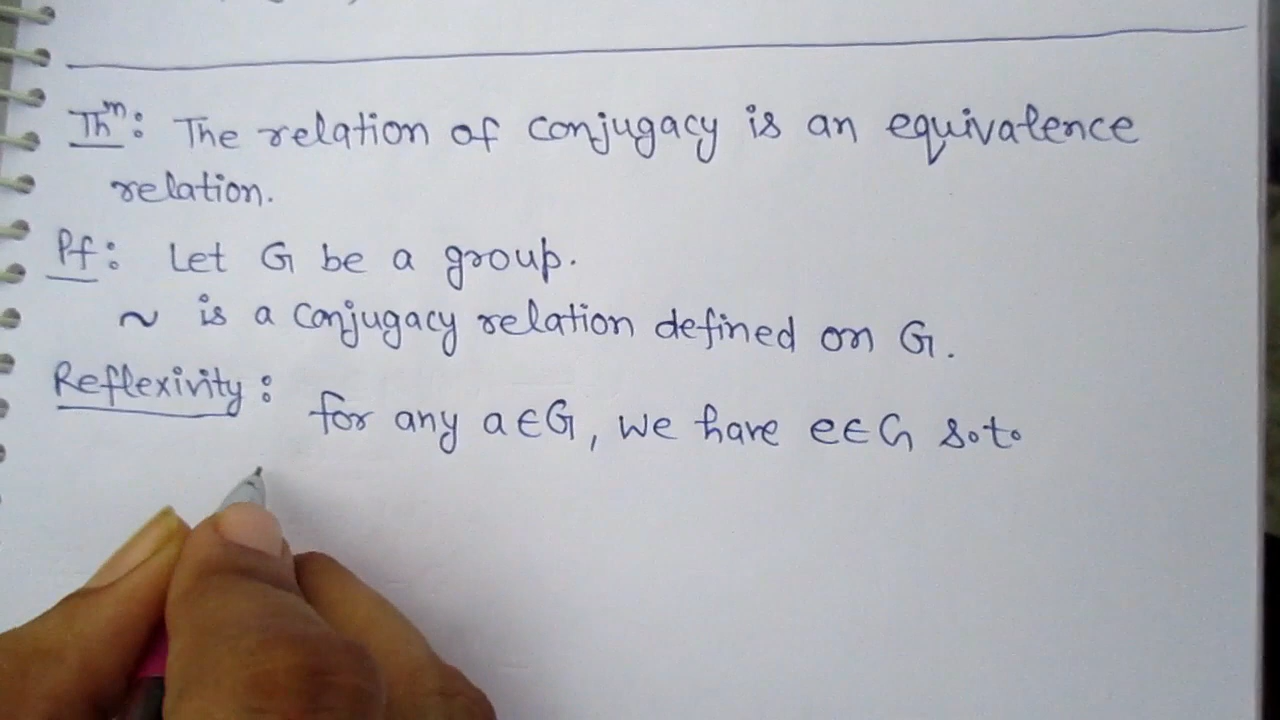 Thm: The relation of conjugacy is an equivalence
relation.
Pf: Let G be a group.
~ is a conjugacy relation defined on G.
Reflexivity: for any a∈G, we have e∈G s.t.